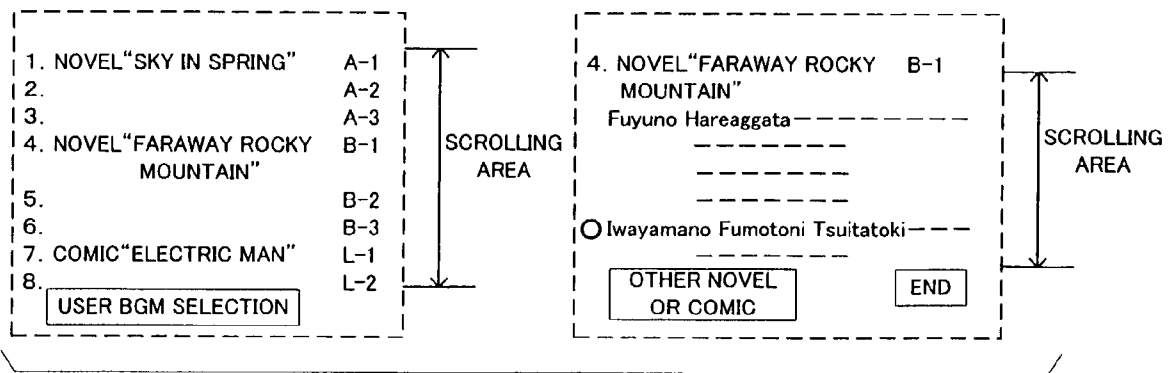 1. NOVEL“SKY IN SPRING” A-1
2. A-2
3. A-3
4. NOVEL“FARAWAY ROCKY B-1
MOUNTAIN”
5. B-2
6. B-3
7. COMIC“ELECTRIC MAN” L-1
8. L-2
USER BGM SELECTION
SCROLLING
AREA
4. NOVEL“FARAWAY ROCKY B-1
MOUNTAIN”
Fuyuno Hareaggata
Iwayamano Fumotoni Tsuitatoki
OTHER NOVEL
OR COMIC
END
SCROLLING
AREA